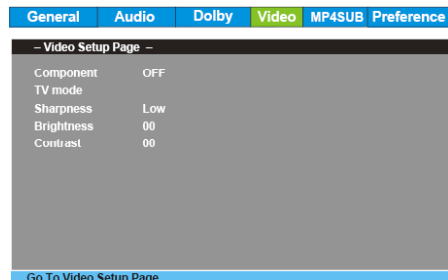 General Audio Dolby Video MP4SUB Preference
– Video Setup Page –
Component OFF
TV mode
Sharpness Low
Brightness 00
Contrast 00
Go To Video Setup Page